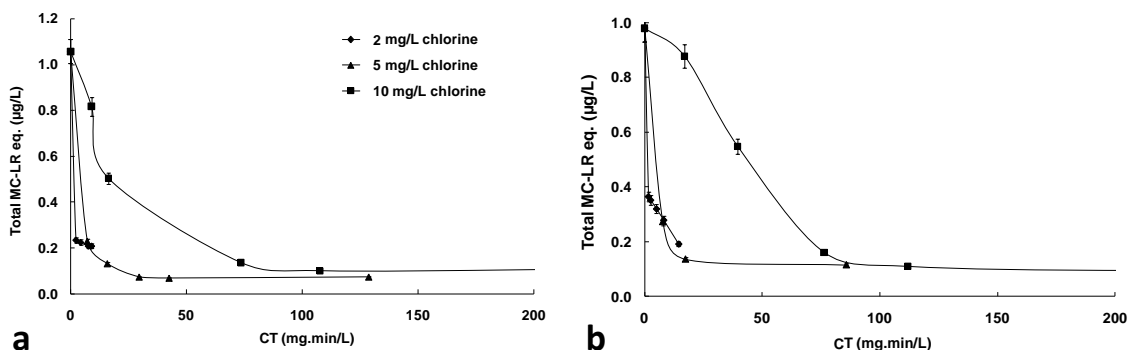 1.2
1.0
0.8
0.6
0.4
0.2
0.0
Total MC-LR eq. (µg/L)
2 mg/L chlorine
5 mg/L chlorine
10 mg/L chlorine
0 50 100 150 200
CT (mg.min/L)
a
1.0
0.8
0.6
0.4
0.2
0.0
Total MC-LR eq. (µg/L)
0 50 100 150 200
CT (mg.min/L)
b